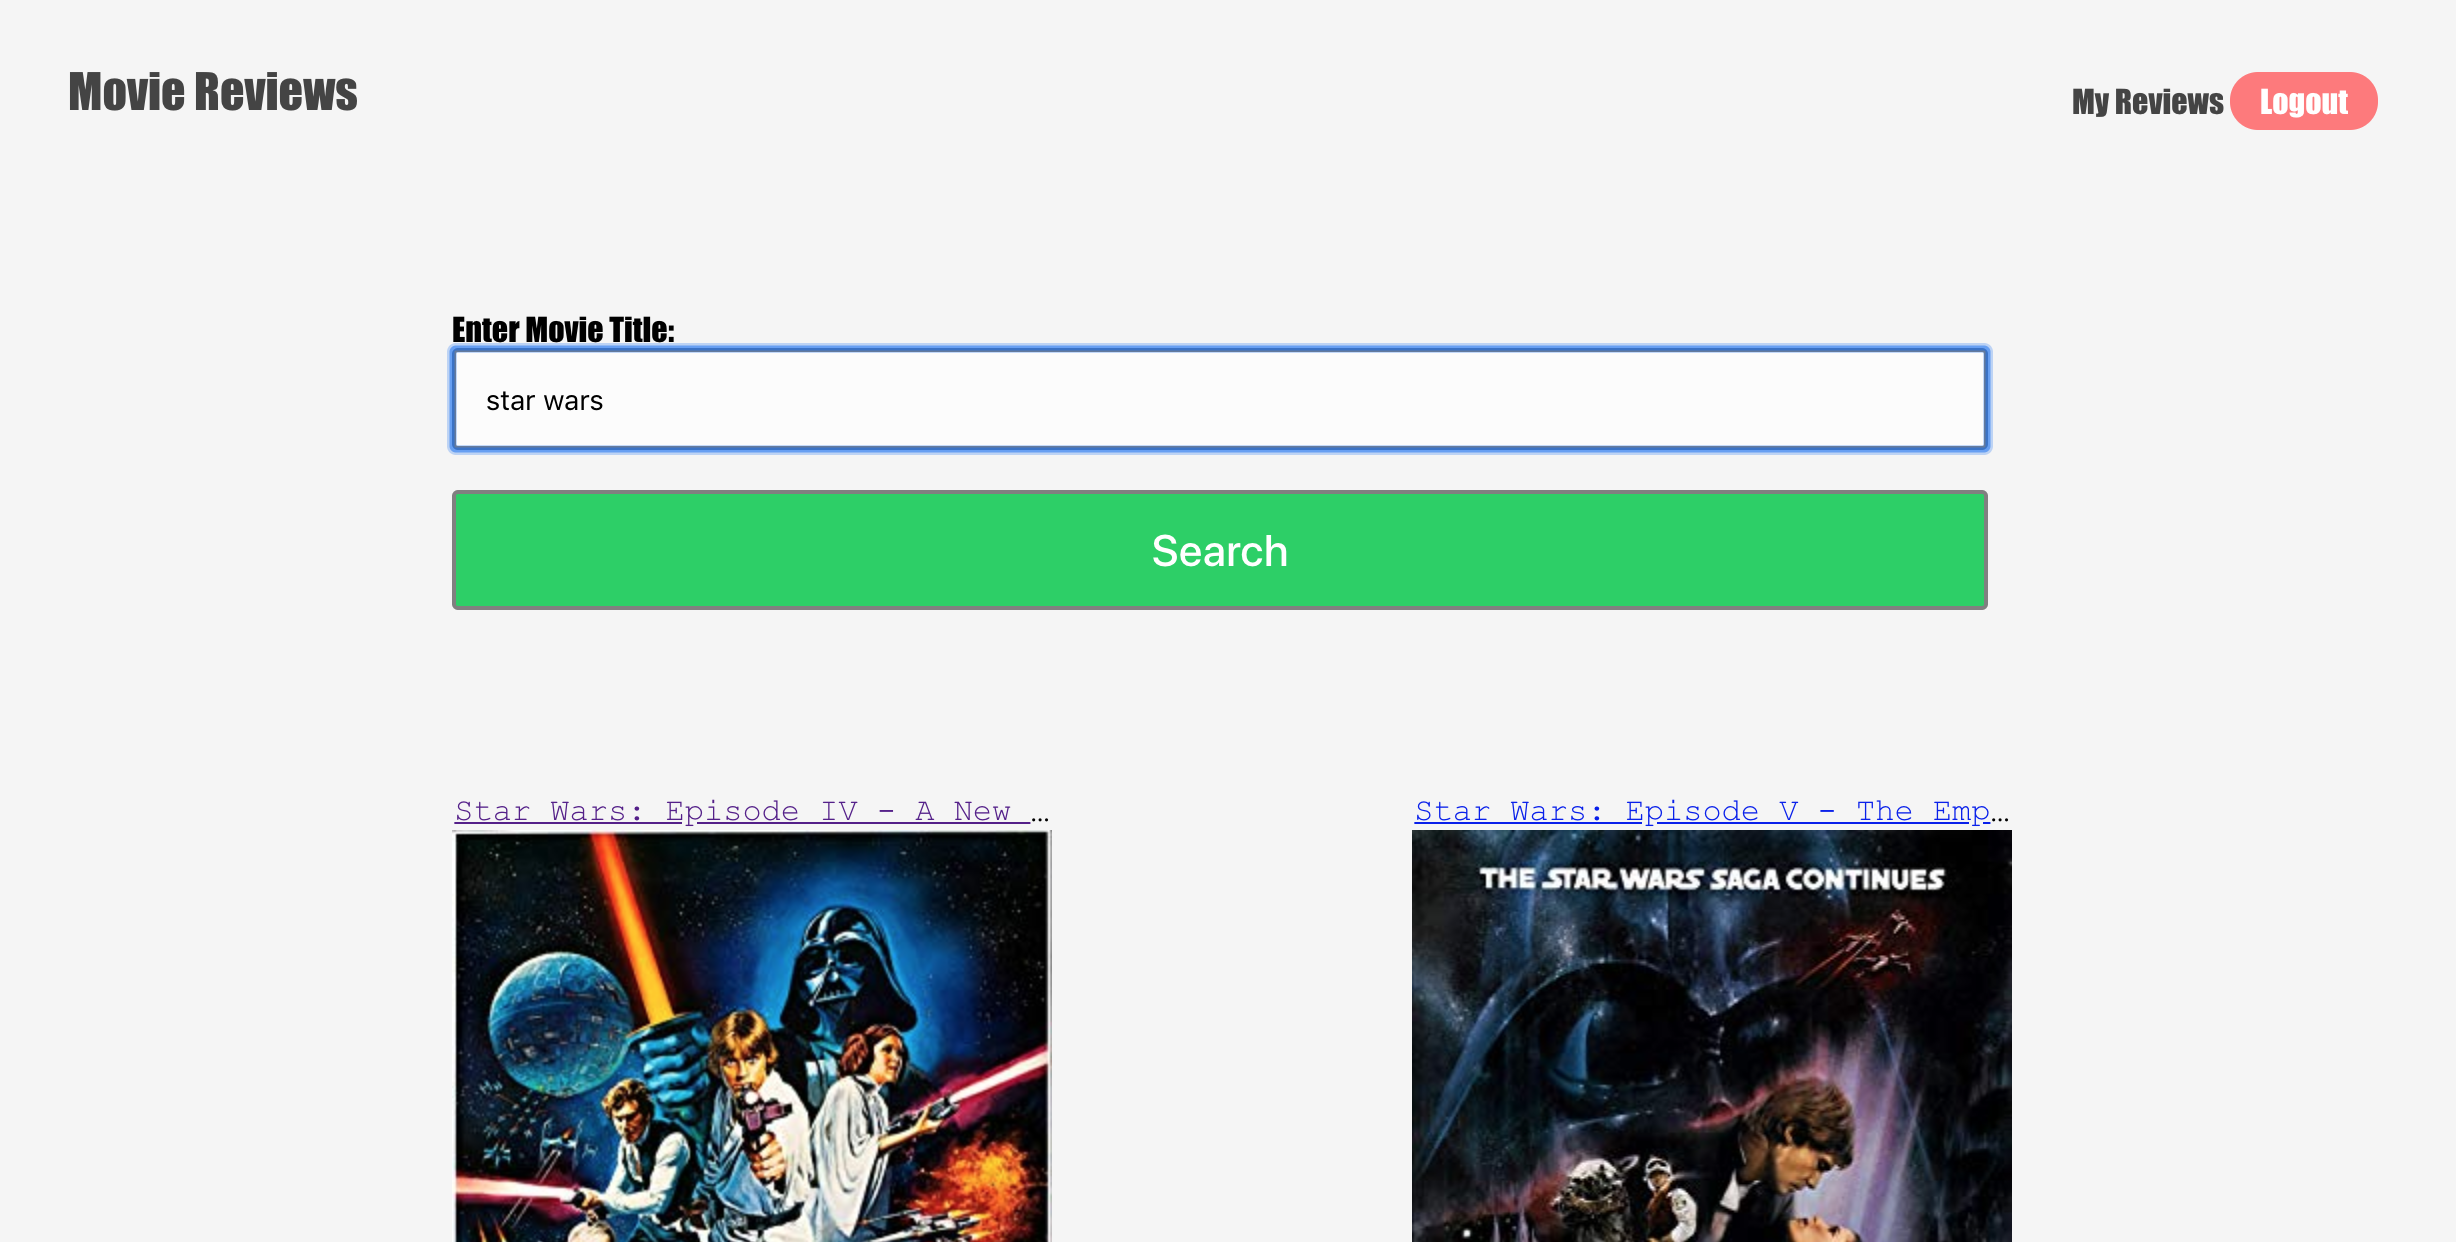 Movie Reviews
My Reviews Logout
Enter Movie Title:
star wars
Search
Star Wars: Episode IV - A New …
Star Wars: Episode V - The Emp…
THE STAR WARS SAGA CONTINUES